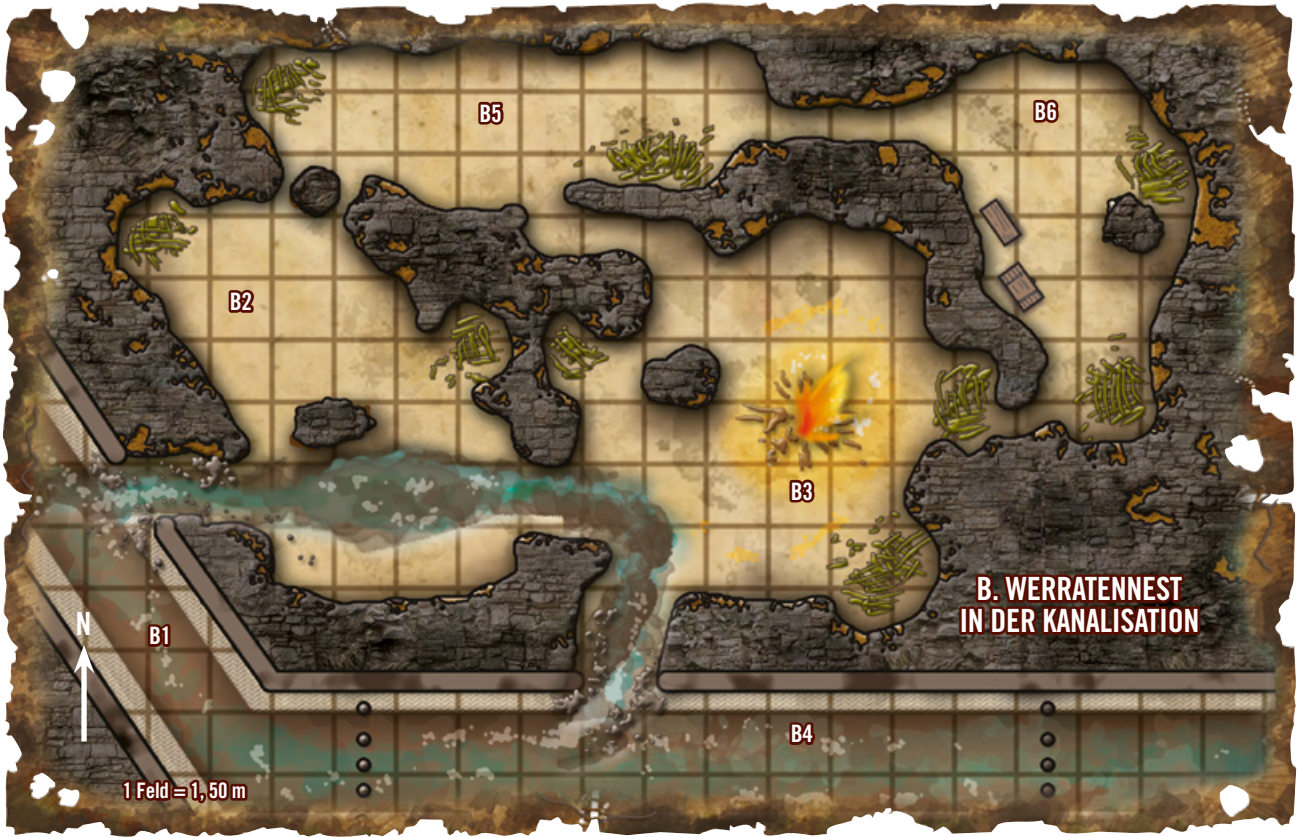 B5
B6
B2
B3
B. WERRATENNEST
IN DER KANALISATION
N
B1
B4
1 Feld = 1, 50 m